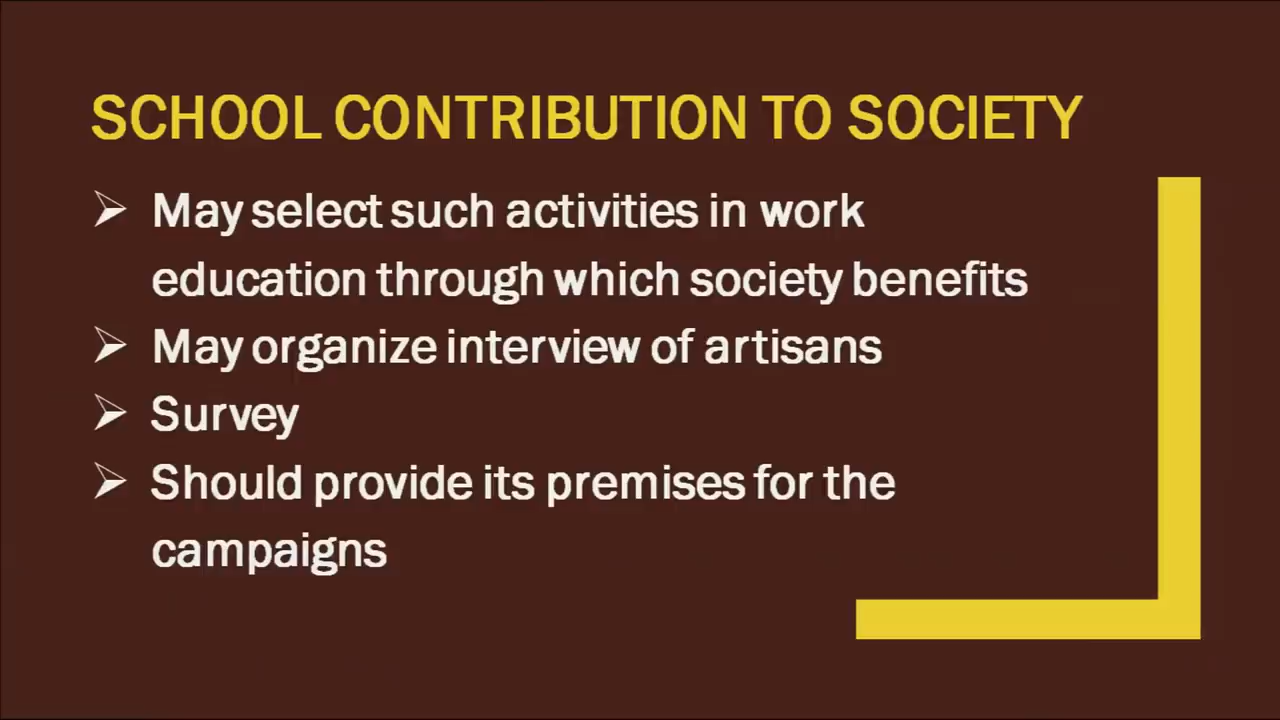 SCHOOL CONTRIBUTION TO SOCIETY
➢ May select such activities in work
education through which society benefits
➢ May organize interview of artisans
➢ Survey
➢ Should provide its premises for the
campaigns